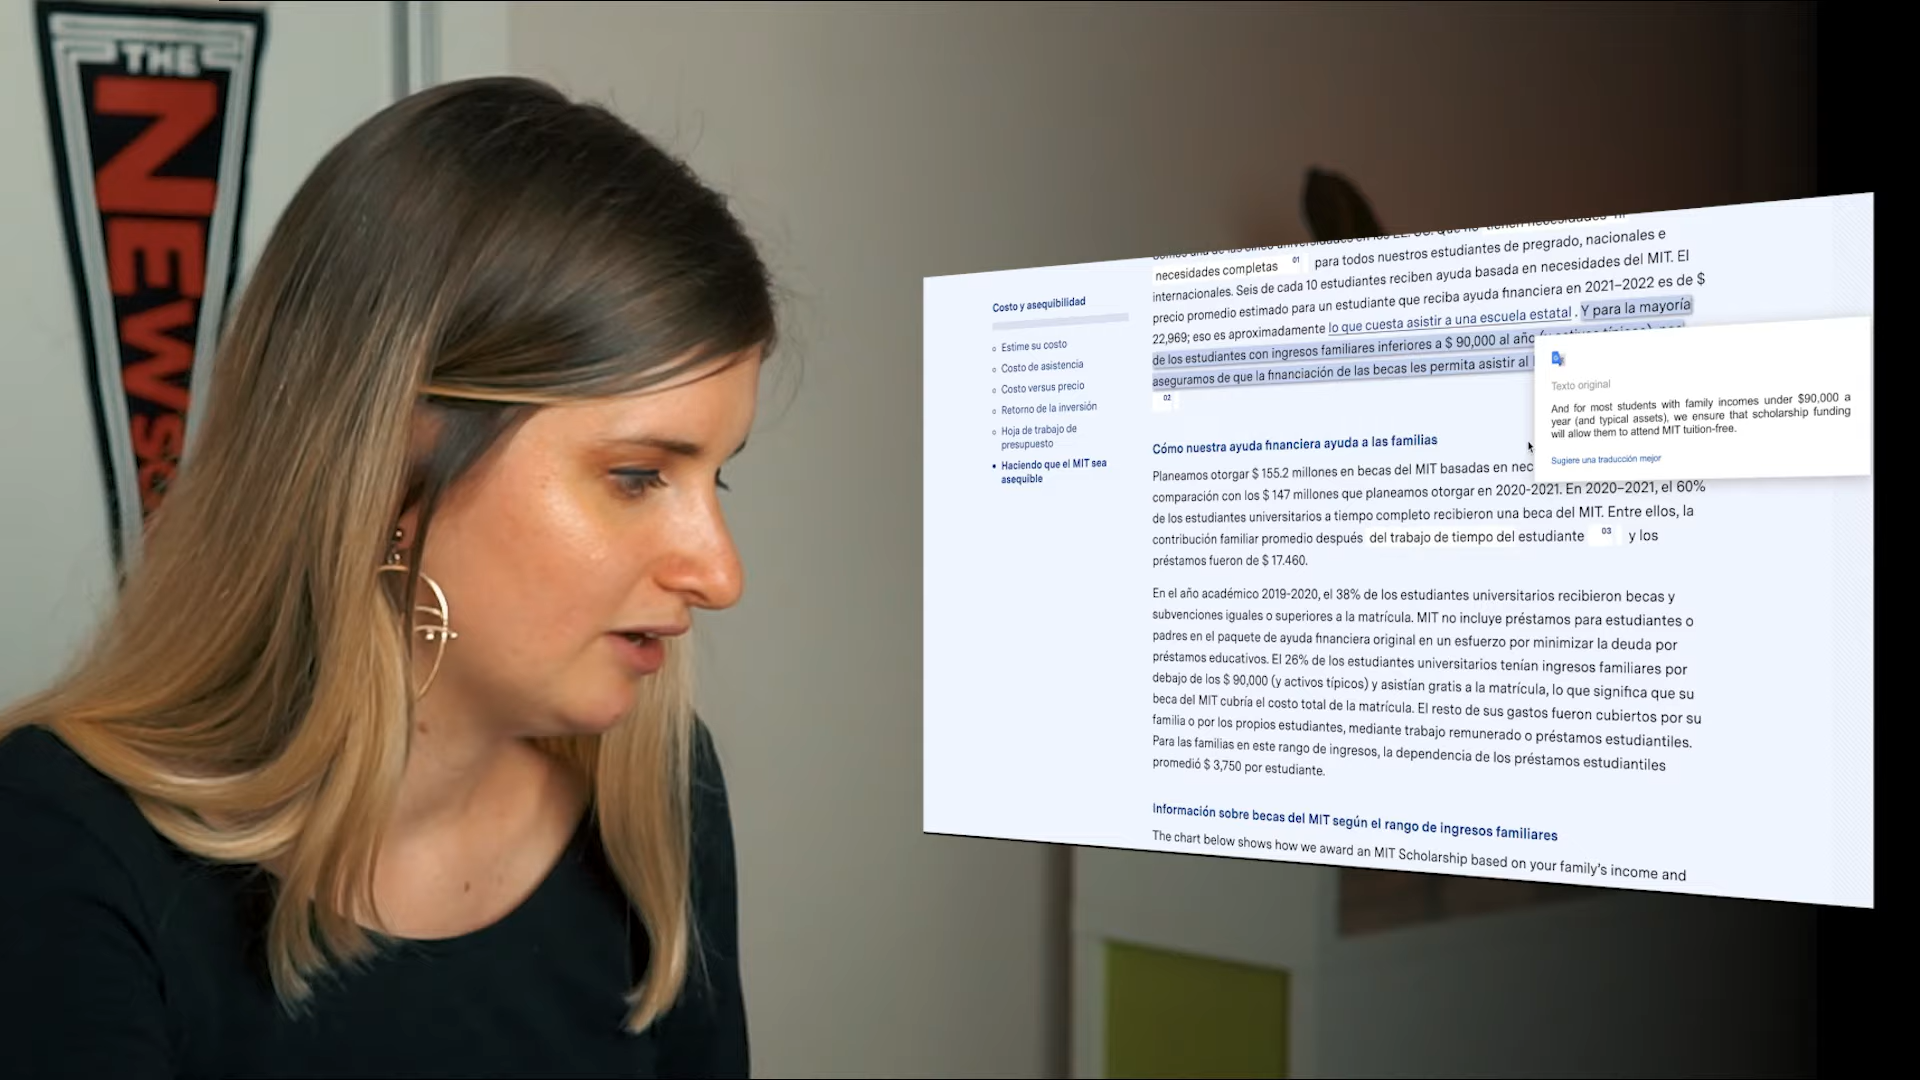 THE
NEWS
Costo y asequibilidad
Estime su costo
Costo de asistencia
Costo versus precio
Retorno de la inversión
Hoja de trabajo de
presupuesto
Haciendo que el MIT sea
asequible
necesidades completas 01 para todos nuestros estudiantes de pregrado, nacionales e
internacionales. Seis de cada 10 estudiantes reciben ayuda basada en necesidades del MIT. El
precio promedio estimado para un estudiante que reciba ayuda financiera en 2021–2022 es de $
22,969; eso es aproximadamente lo que cuesta asistir a una escuela estatal . Y para la mayoría
de los estudiantes con ingresos familiares inferiores a $ 90,000 al año
aseguramos de que la financiación de las becas les permita asistir al
02
Texto original
And for most students with family incomes under $90,000 a
year (and typical assets), we ensure that scholarship funding
will allow them to attend MIT tuition-free.
Sugiere una traducción mejor
Cómo nuestra ayuda financiera ayuda a las familias
Planeamos otorgar $ 155.2 millones en becas del MIT basadas en nec
comparación con los $ 147 millones que planeamos otorgar en 2020-2021. En 2020–2021, el 60%
de los estudiantes universitarios a tiempo completo recibieron una beca del MIT. Entre ellos, la
contribución familiar promedio después del trabajo de tiempo del estudiante 03 y los
préstamos fueron de $ 17.460.
En el año académico 2019-2020, el 38% de los estudiantes universitarios recibieron becas y
subvenciones iguales o superiores a la matrícula. MIT no incluye préstamos para estudiantes o
padres en el paquete de ayuda financiera original en un esfuerzo por minimizar la deuda por
préstamos educativos. El 26% de los estudiantes universitarios tenían ingresos familiares por
debajo de los $ 90,000 (y activos típicos) y asistían gratis a la matrícula, lo que significa que su
beca del MIT cubría el costo total de la matrícula. El resto de sus gastos fueron cubiertos por su
familia o por los propios estudiantes, mediante trabajo remunerado o préstamos estudiantiles.
Para las familias en este rango de ingresos, la dependencia de los préstamos estudiantiles
promedió $ 3,750 por estudiante.
Información sobre becas del MIT según el rango de ingresos familiares
The chart below shows how we award an MIT Scholarship based on your family's income and